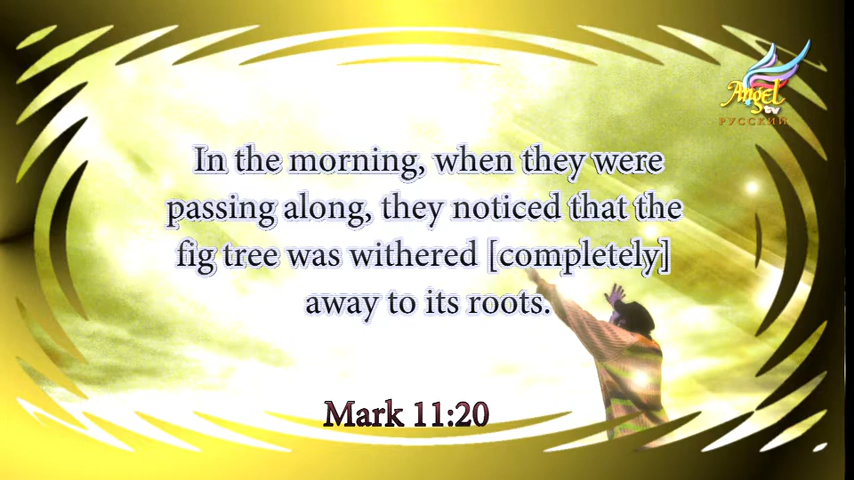 Angel
tv
РУССКИЙ
In the morning, when they were
passing along, they noticed that the
fig tree was withered [completely]
away to its roots.
Mark 11:20